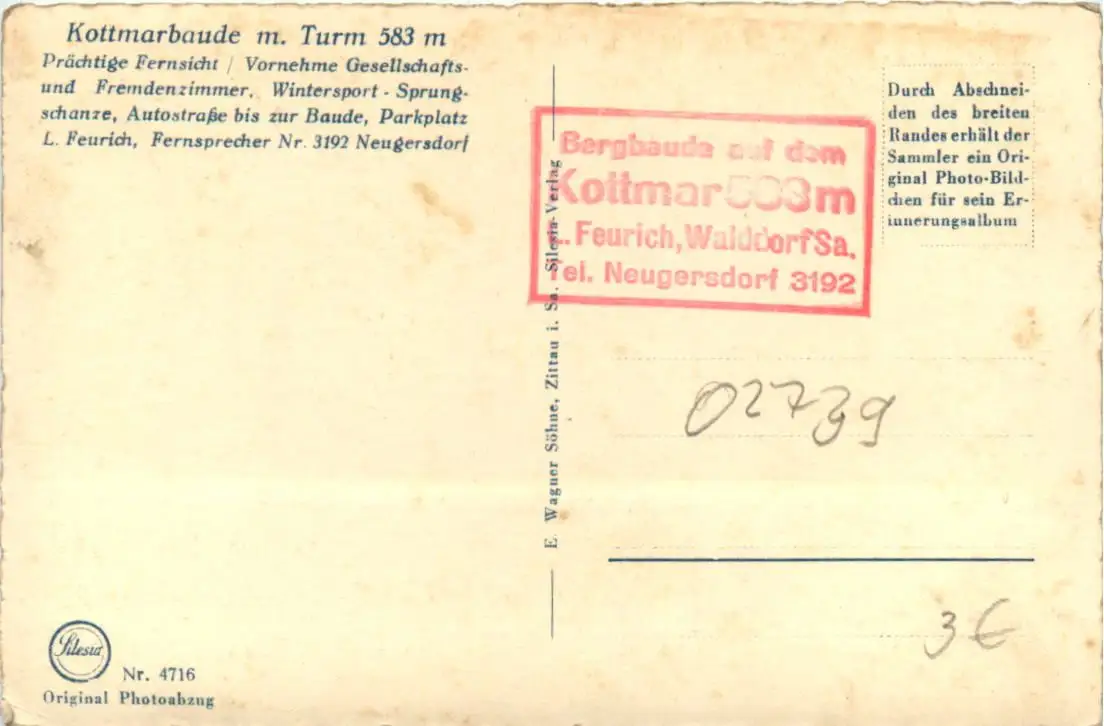 Kottmarbaude m. Turm 583 m
Prächtige Fernsicht / Vornehme Gesellschafts-
und Fremdenzimmer, Wintersport - Sprung-
schanze, Autostraße bis zur Baude, Parkplatz
L. Feurich, Fernsprecher Nr. 3192 Neugersdorf
Bergbaude auf dem
Kottmar 583 m
L. Feurich, Walddorf Sa.
Tel. Neugersdorf 3192
Durch Abschnei-
den des breiten
Randes erhält der
Sammler ein Ori-
ginal Photo-Bild-
chen für sein Er-
innerungsalbum
E. Wagner Söhne, Zittau i. Sa. Silesia-Verlag
02739
3 €
Silesia
Nr. 4716
Original Photoabzug